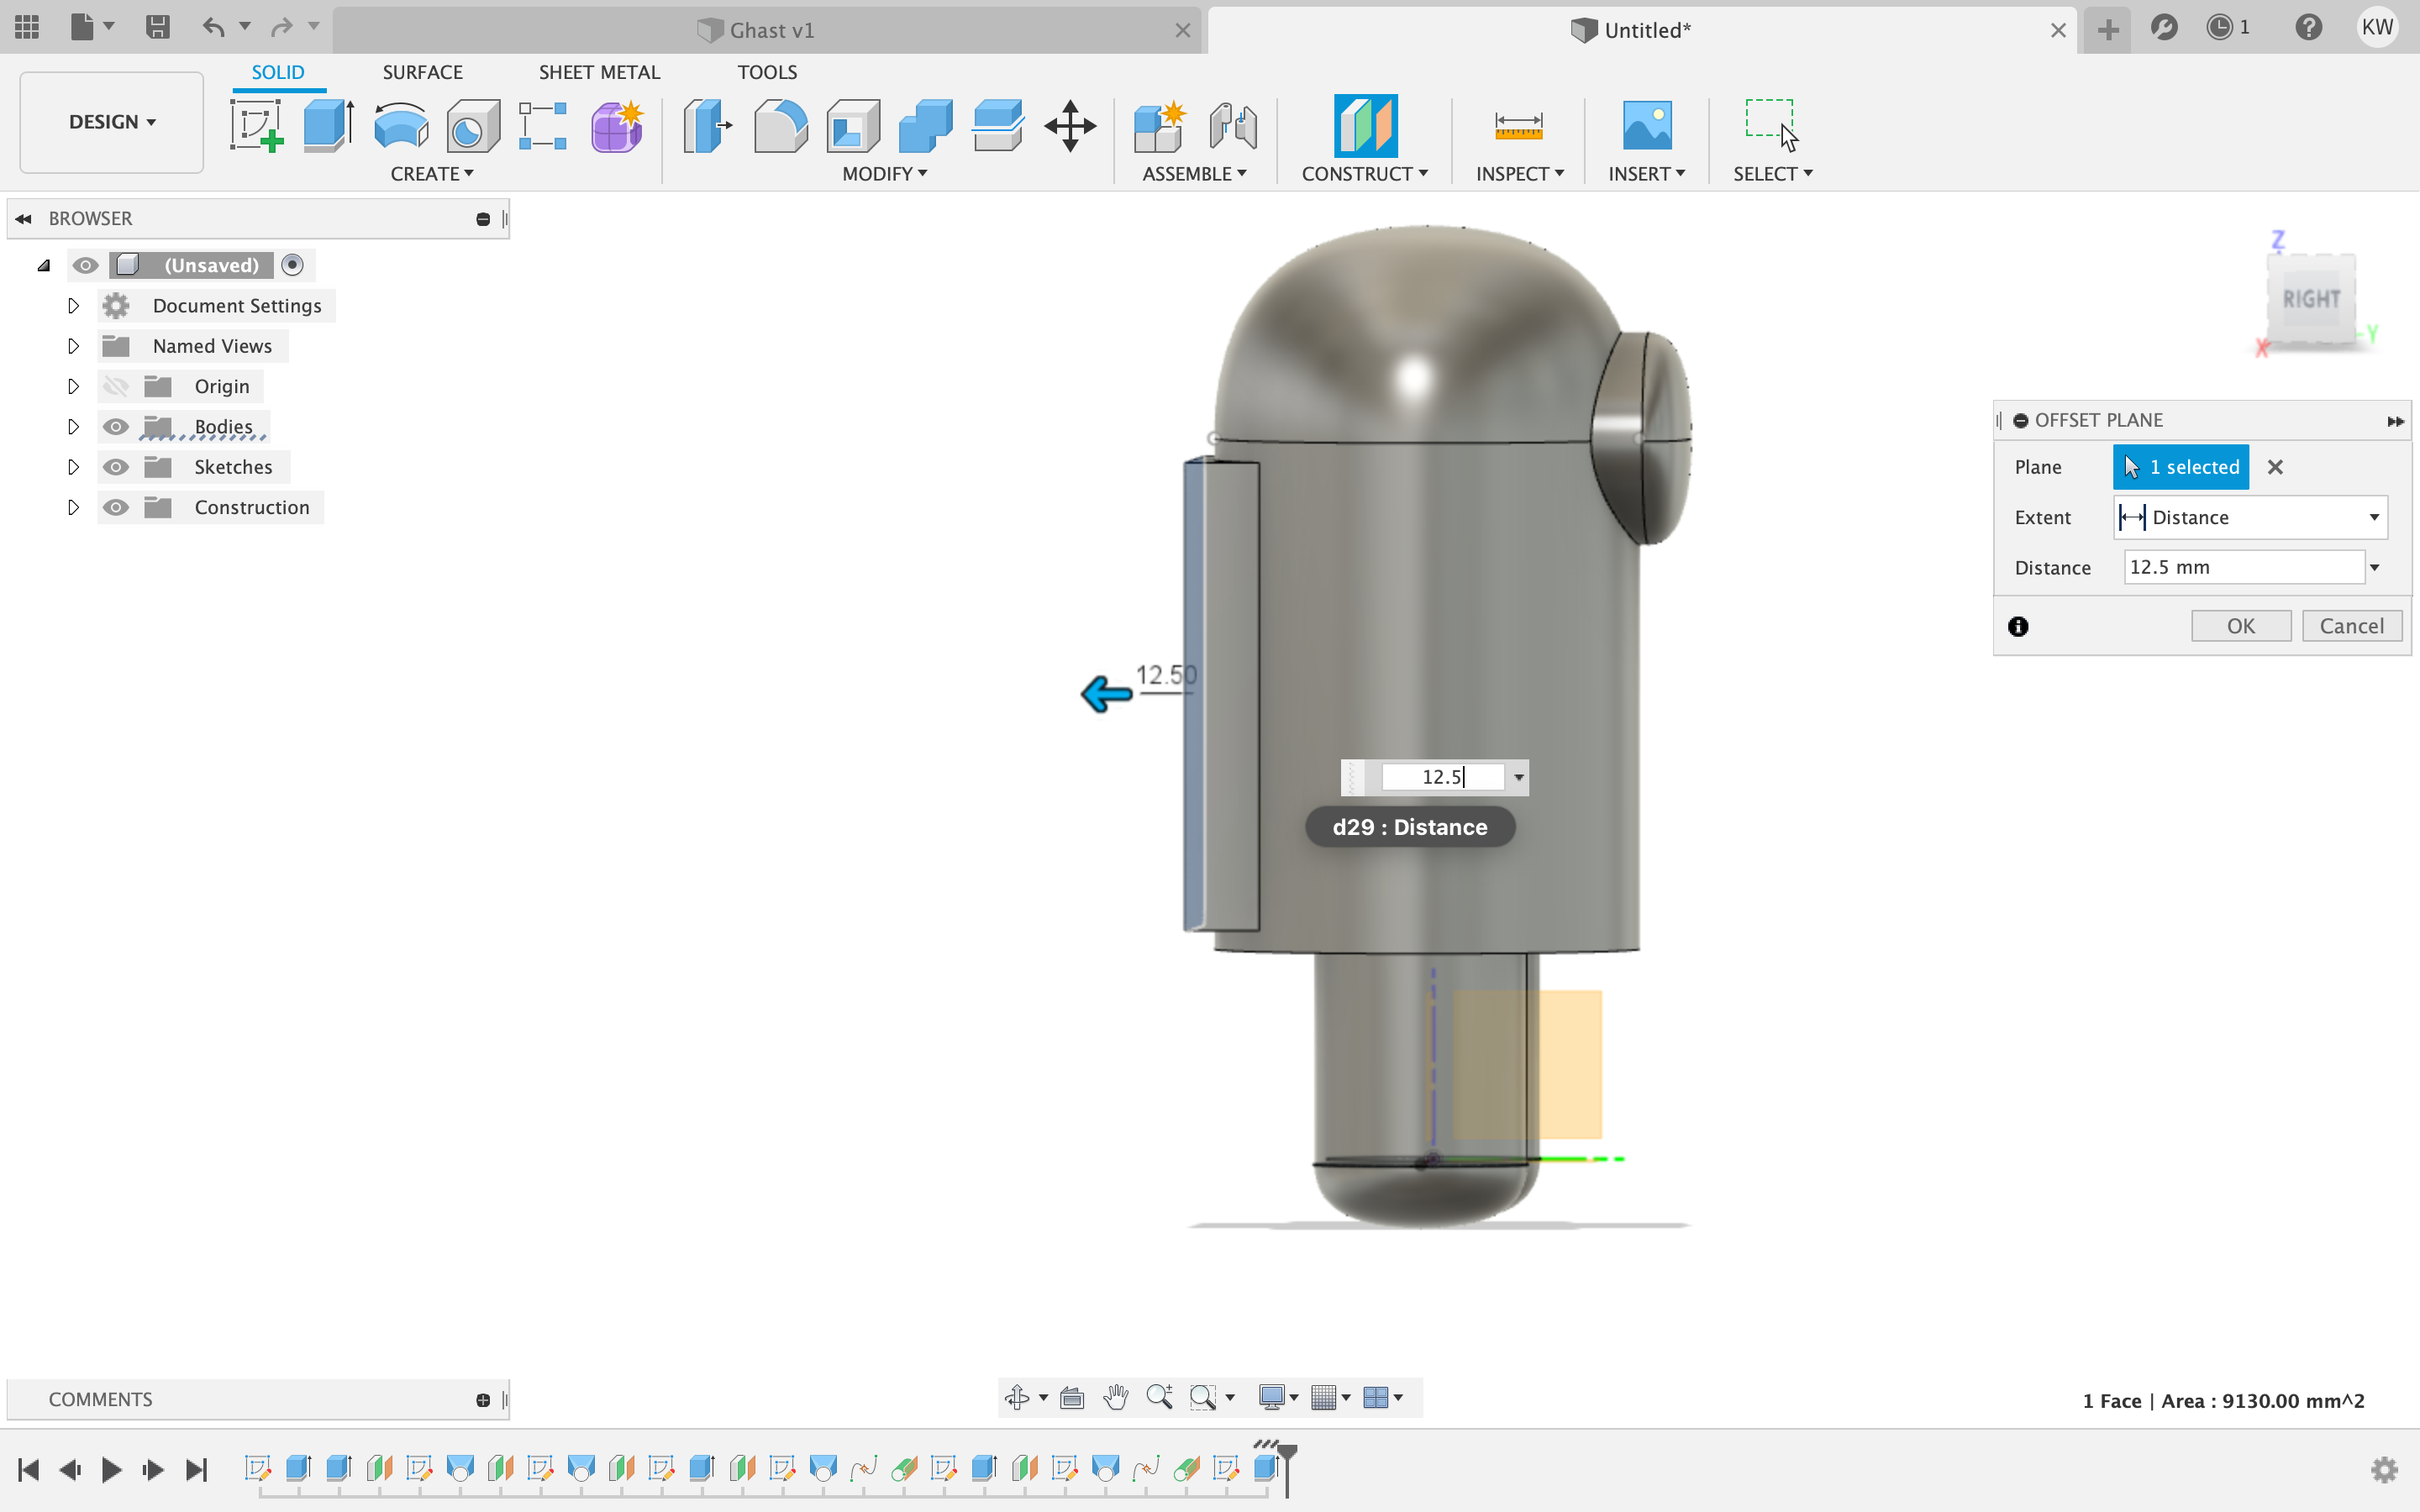 Ghast v1
Untitled*
1
KW
DESIGN
SOLID
SURFACE
SHEET METAL
TOOLS
CREATE
MODIFY
ASSEMBLE
CONSTRUCT
INSPECT
INSERT
SELECT
BROWSER
(Unsaved)
Document Settings
Named Views
Origin
Bodies
Sketches
Construction
Z
RIGHT
-Y
X
OFFSET PLANE
Plane
1 selected
Extent
Distance
Distance
12.5 mm
OK
Cancel
12.50
12.5
d29 : Distance
COMMENTS
1 Face | Area : 9130.00 mm^2